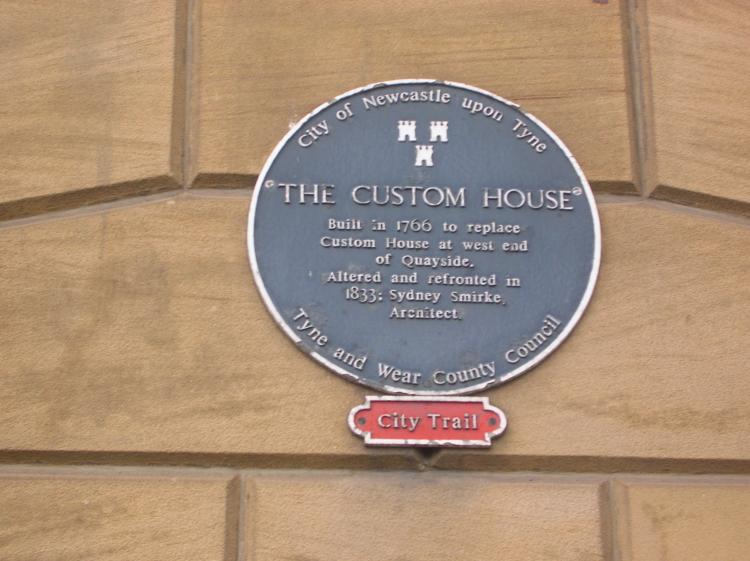 City of Newcastle upon Tyne
"THE CUSTOM HOUSE"
Built in 1766 to replace
Custom House at west end
of Quayside.
Altered and refronted in
1833: Sydney Smirke,
Architect.
Tyne and Wear County Council
City Trail